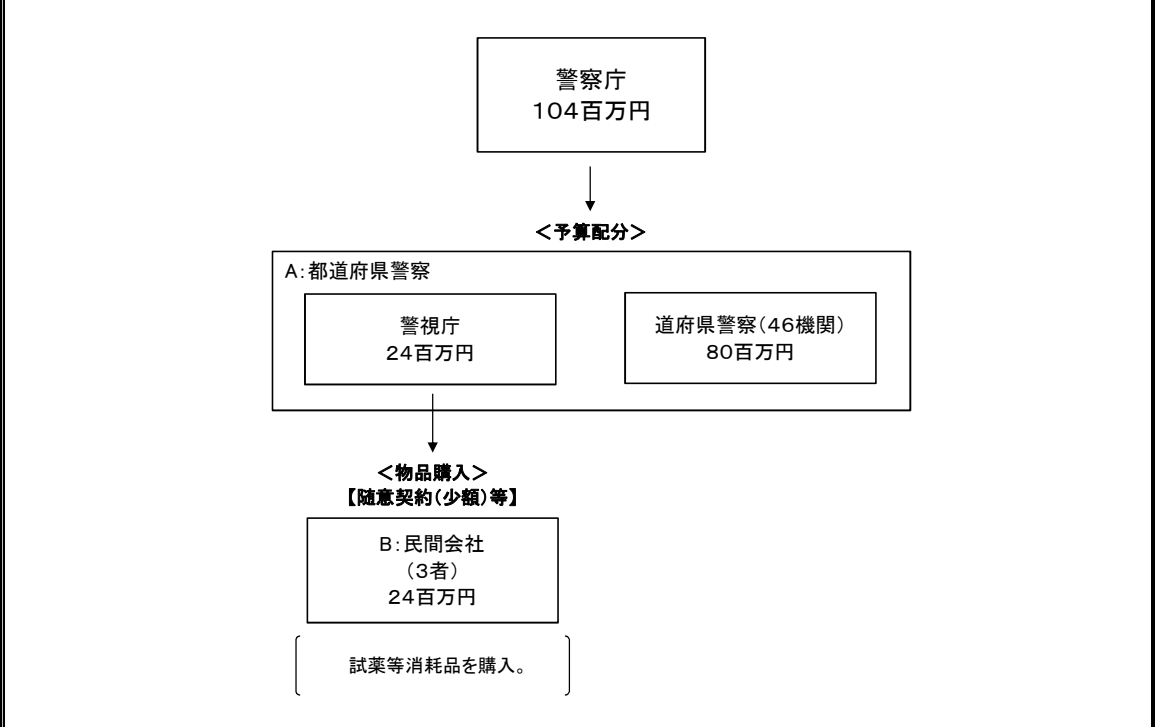 警察庁
104百万円
＜予算配分＞
A：都道府県警察
警視庁
24百万円
道府県警察（46機関）
80百万円
＜物品購入＞
【随意契約（少額）等】
B：民間会社
（3者）
24百万円
試薬等消耗品を購入。